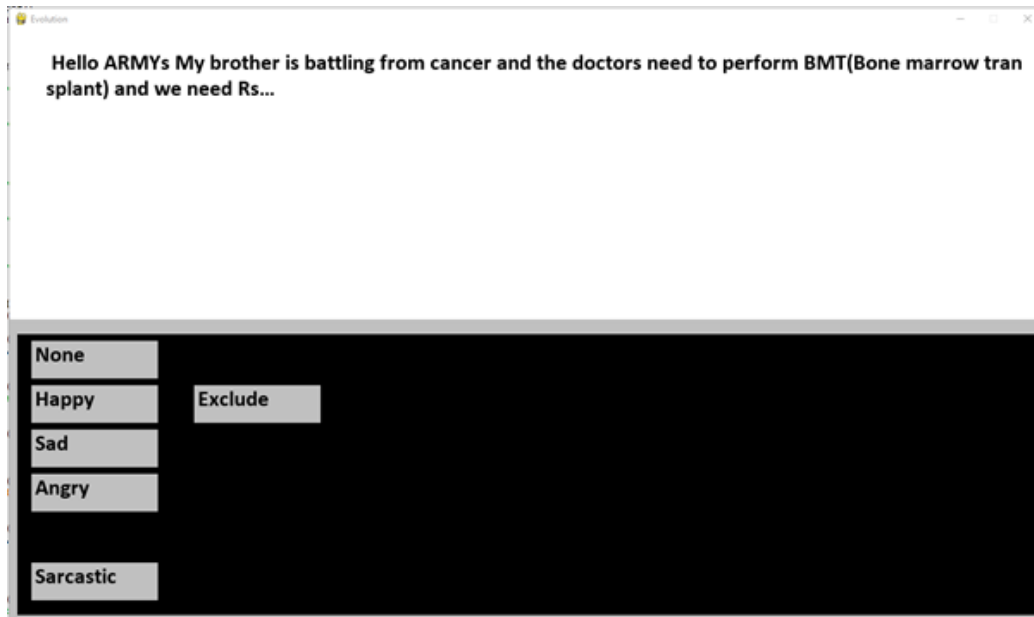 Evolution
Hello ARMYs My brother is battling from cancer and the doctors need to perform BMT(Bone marrow tran
splant) and we need Rs...
None
Happy
Exclude
Sad
Angry
Sarcastic